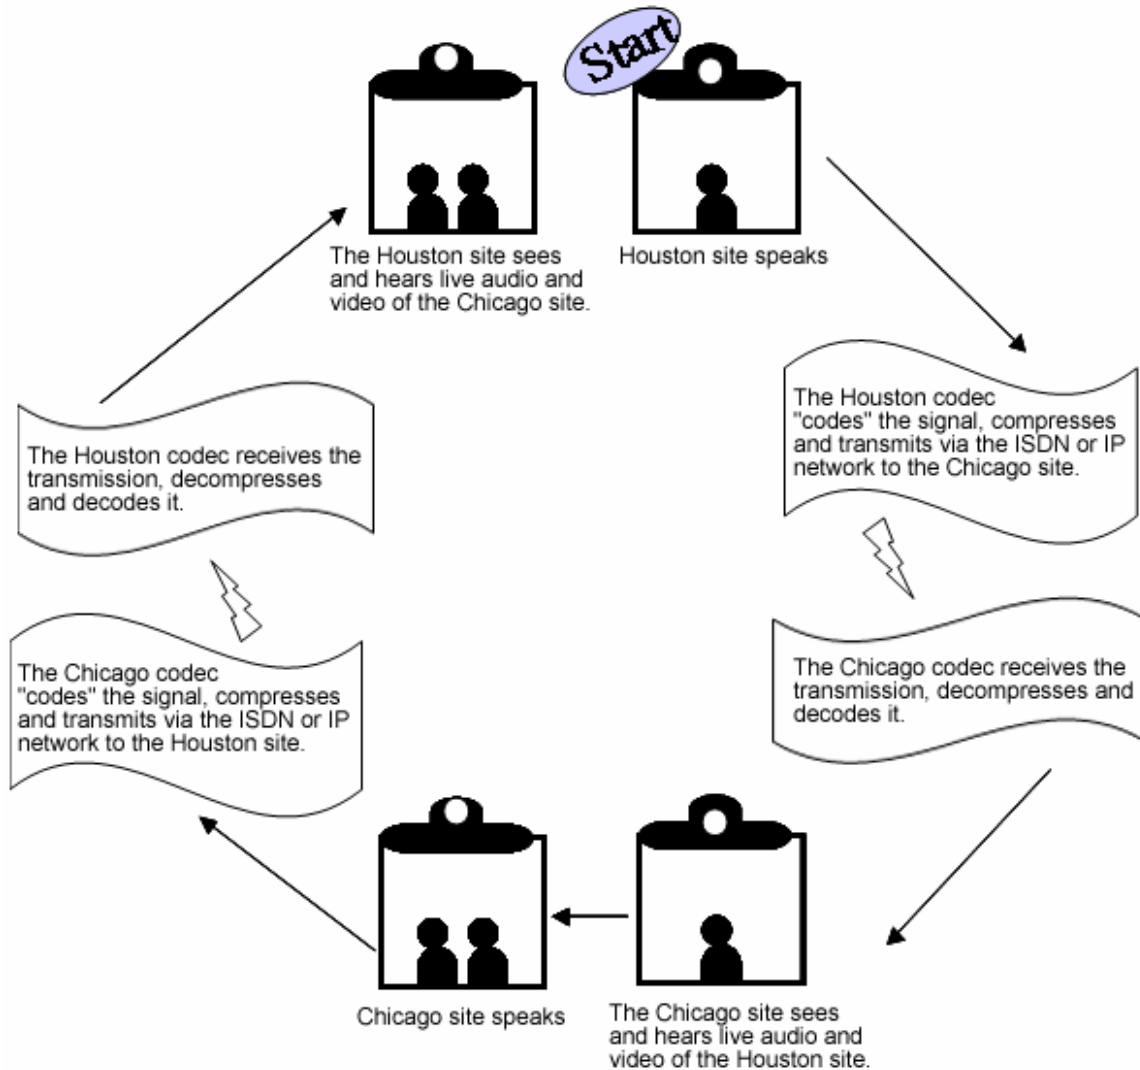 Start
Houston site speaks
The Houston codec
"codes" the signal, compresses
and transmits via the ISDN or IP
network to the Chicago site.
The Chicago codec receives the
transmission, decompresses and
decodes it.
The Chicago site sees
and hears live audio and
video of the Houston site.
Chicago site speaks
The Chicago codec
"codes" the signal, compresses
and transmits via the ISDN or IP
network to the Houston site.
The Houston codec receives the
transmission, decompresses
and decodes it.
The Houston site sees
and hears live audio and
video of the Chicago site.